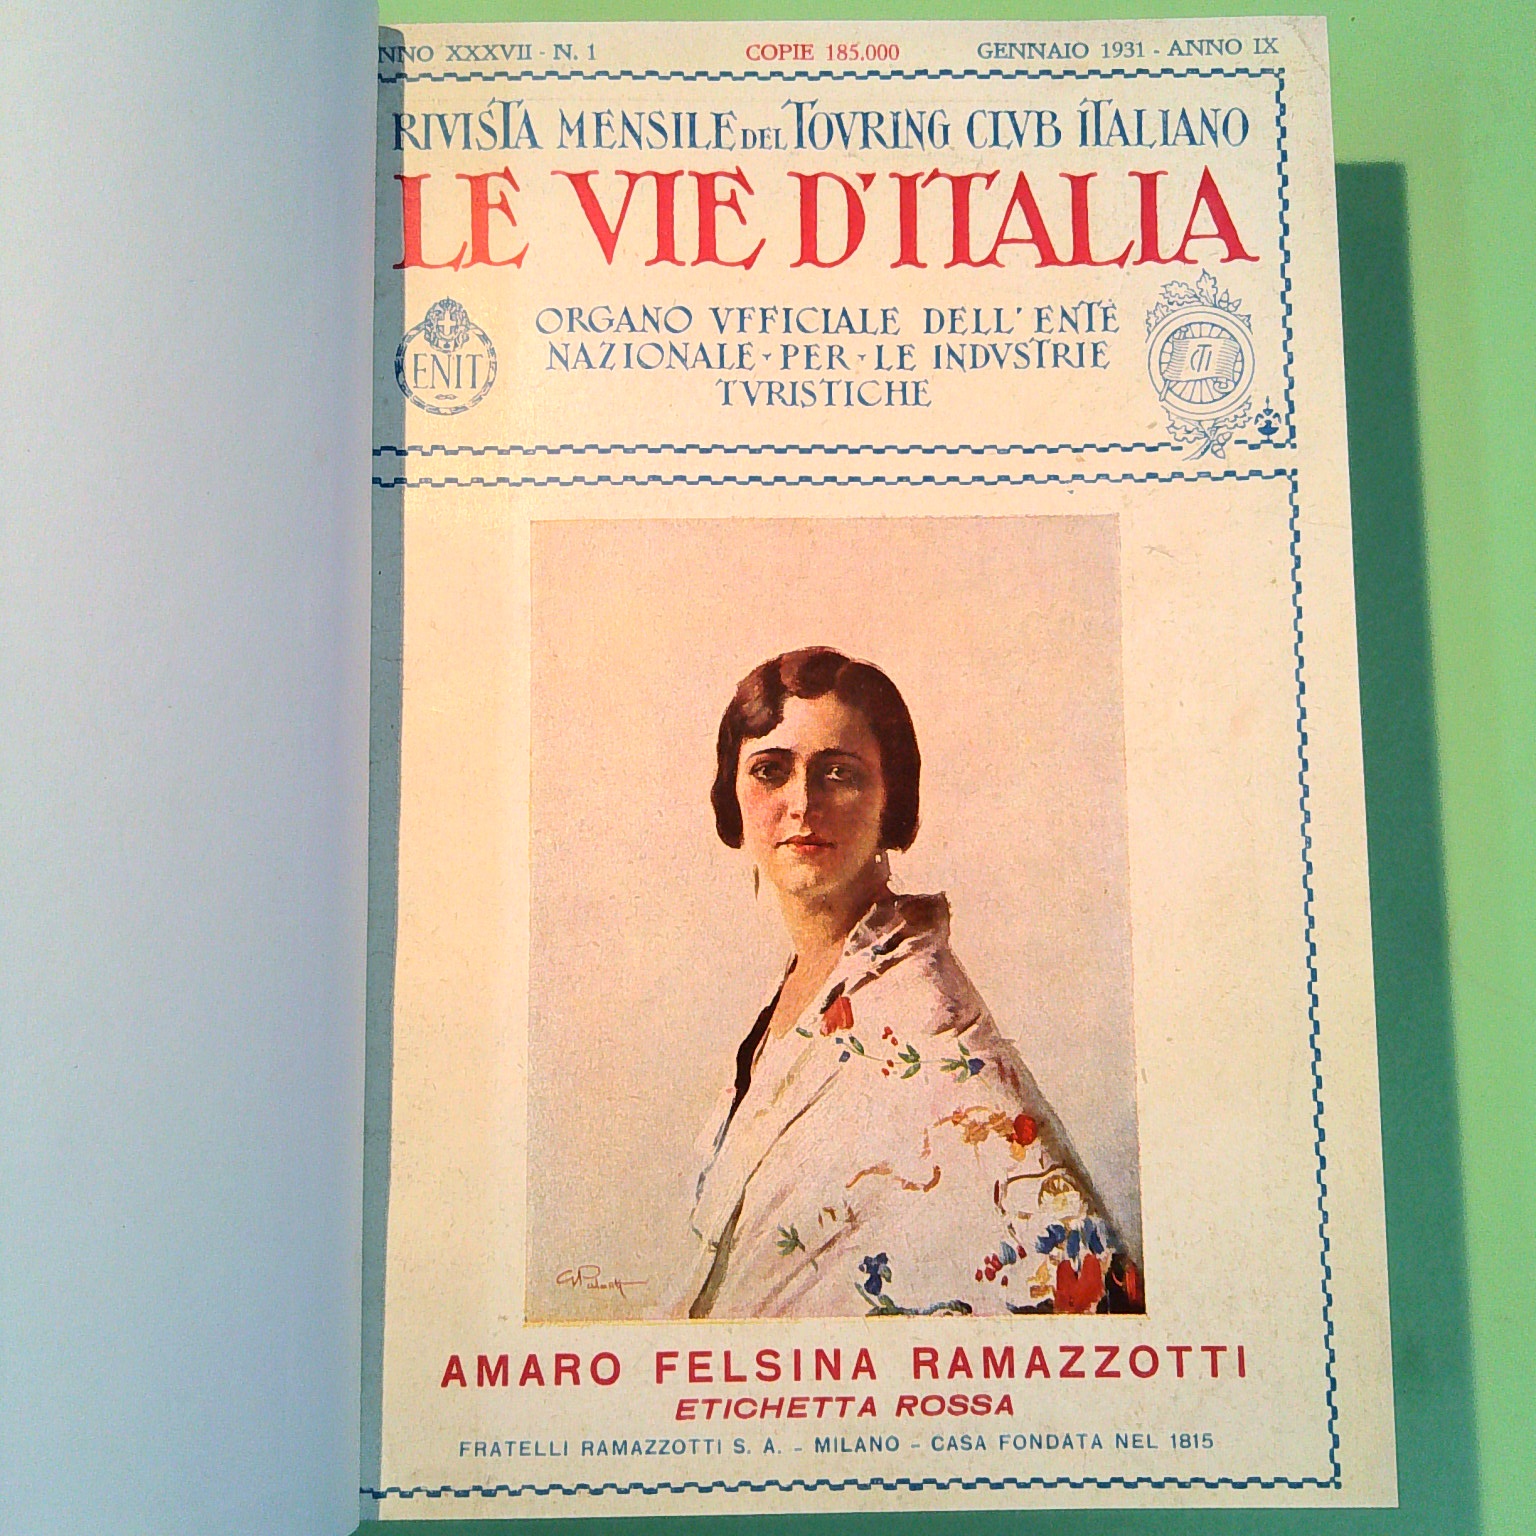 NNO XXXVII - N. 1 COPIE 185.000 GENNAIO 1931 - ANNO IX
RIVISTA MENSILE DEL TOVRING CLVB ITALIANO
LE VIE D'ITALIA
ORGANO VFFICIALE DELL' ENTE
NAZIONALE - PER - LE INDVSTRIE
TVRISTICHE
ENIT
AMARO FELSINA RAMAZZOTTI
ETICHETTA ROSSA
FRATELLI RAMAZZOTTI S. A. - MILANO - CASA FONDATA NEL 1815